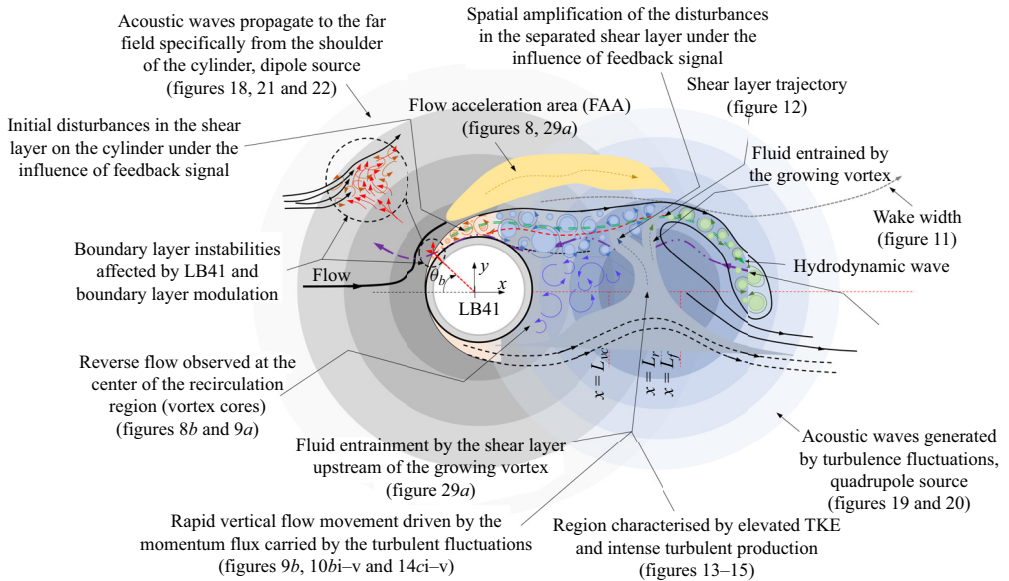 Acoustic waves propagate to the far
field specifically from the shoulder
of the cylinder, dipole source
(figures 18, 21 and 22)
Spatial amplification of the disturbances
in the separated shear layer under the
influence of feedback signal
Shear layer trajectory
(figure 12)
Flow acceleration area (FAA)
(figures 8, 29a)
Initial disturbances in the shear
layer on the cylinder under the
influence of feedback signal
Fluid entrained by
the growing vortex
Wake width
(figure 11)
Boundary layer instabilities
affected by LB41 and
boundary layer modulation
Hydrodynamic wave
Flow
θb
y
x
LB41
Reverse flow observed at the
center of the recirculation
region (vortex cores)
(figures 8b and 9a)
x = Lvc
x = Lr
x = Lf
Fluid entrainment by the shear layer
upstream of the growing vortex
(figure 29a)
Acoustic waves generated
by turbulence fluctuations,
quadrupole source
(figures 19 and 20)
Rapid vertical flow movement driven by the
momentum flux carried by the turbulent fluctuations
(figures 9b, 10bi–v and 14ci–v)
Region characterised by elevated TKE
and intense turbulent production
(figures 13–15)